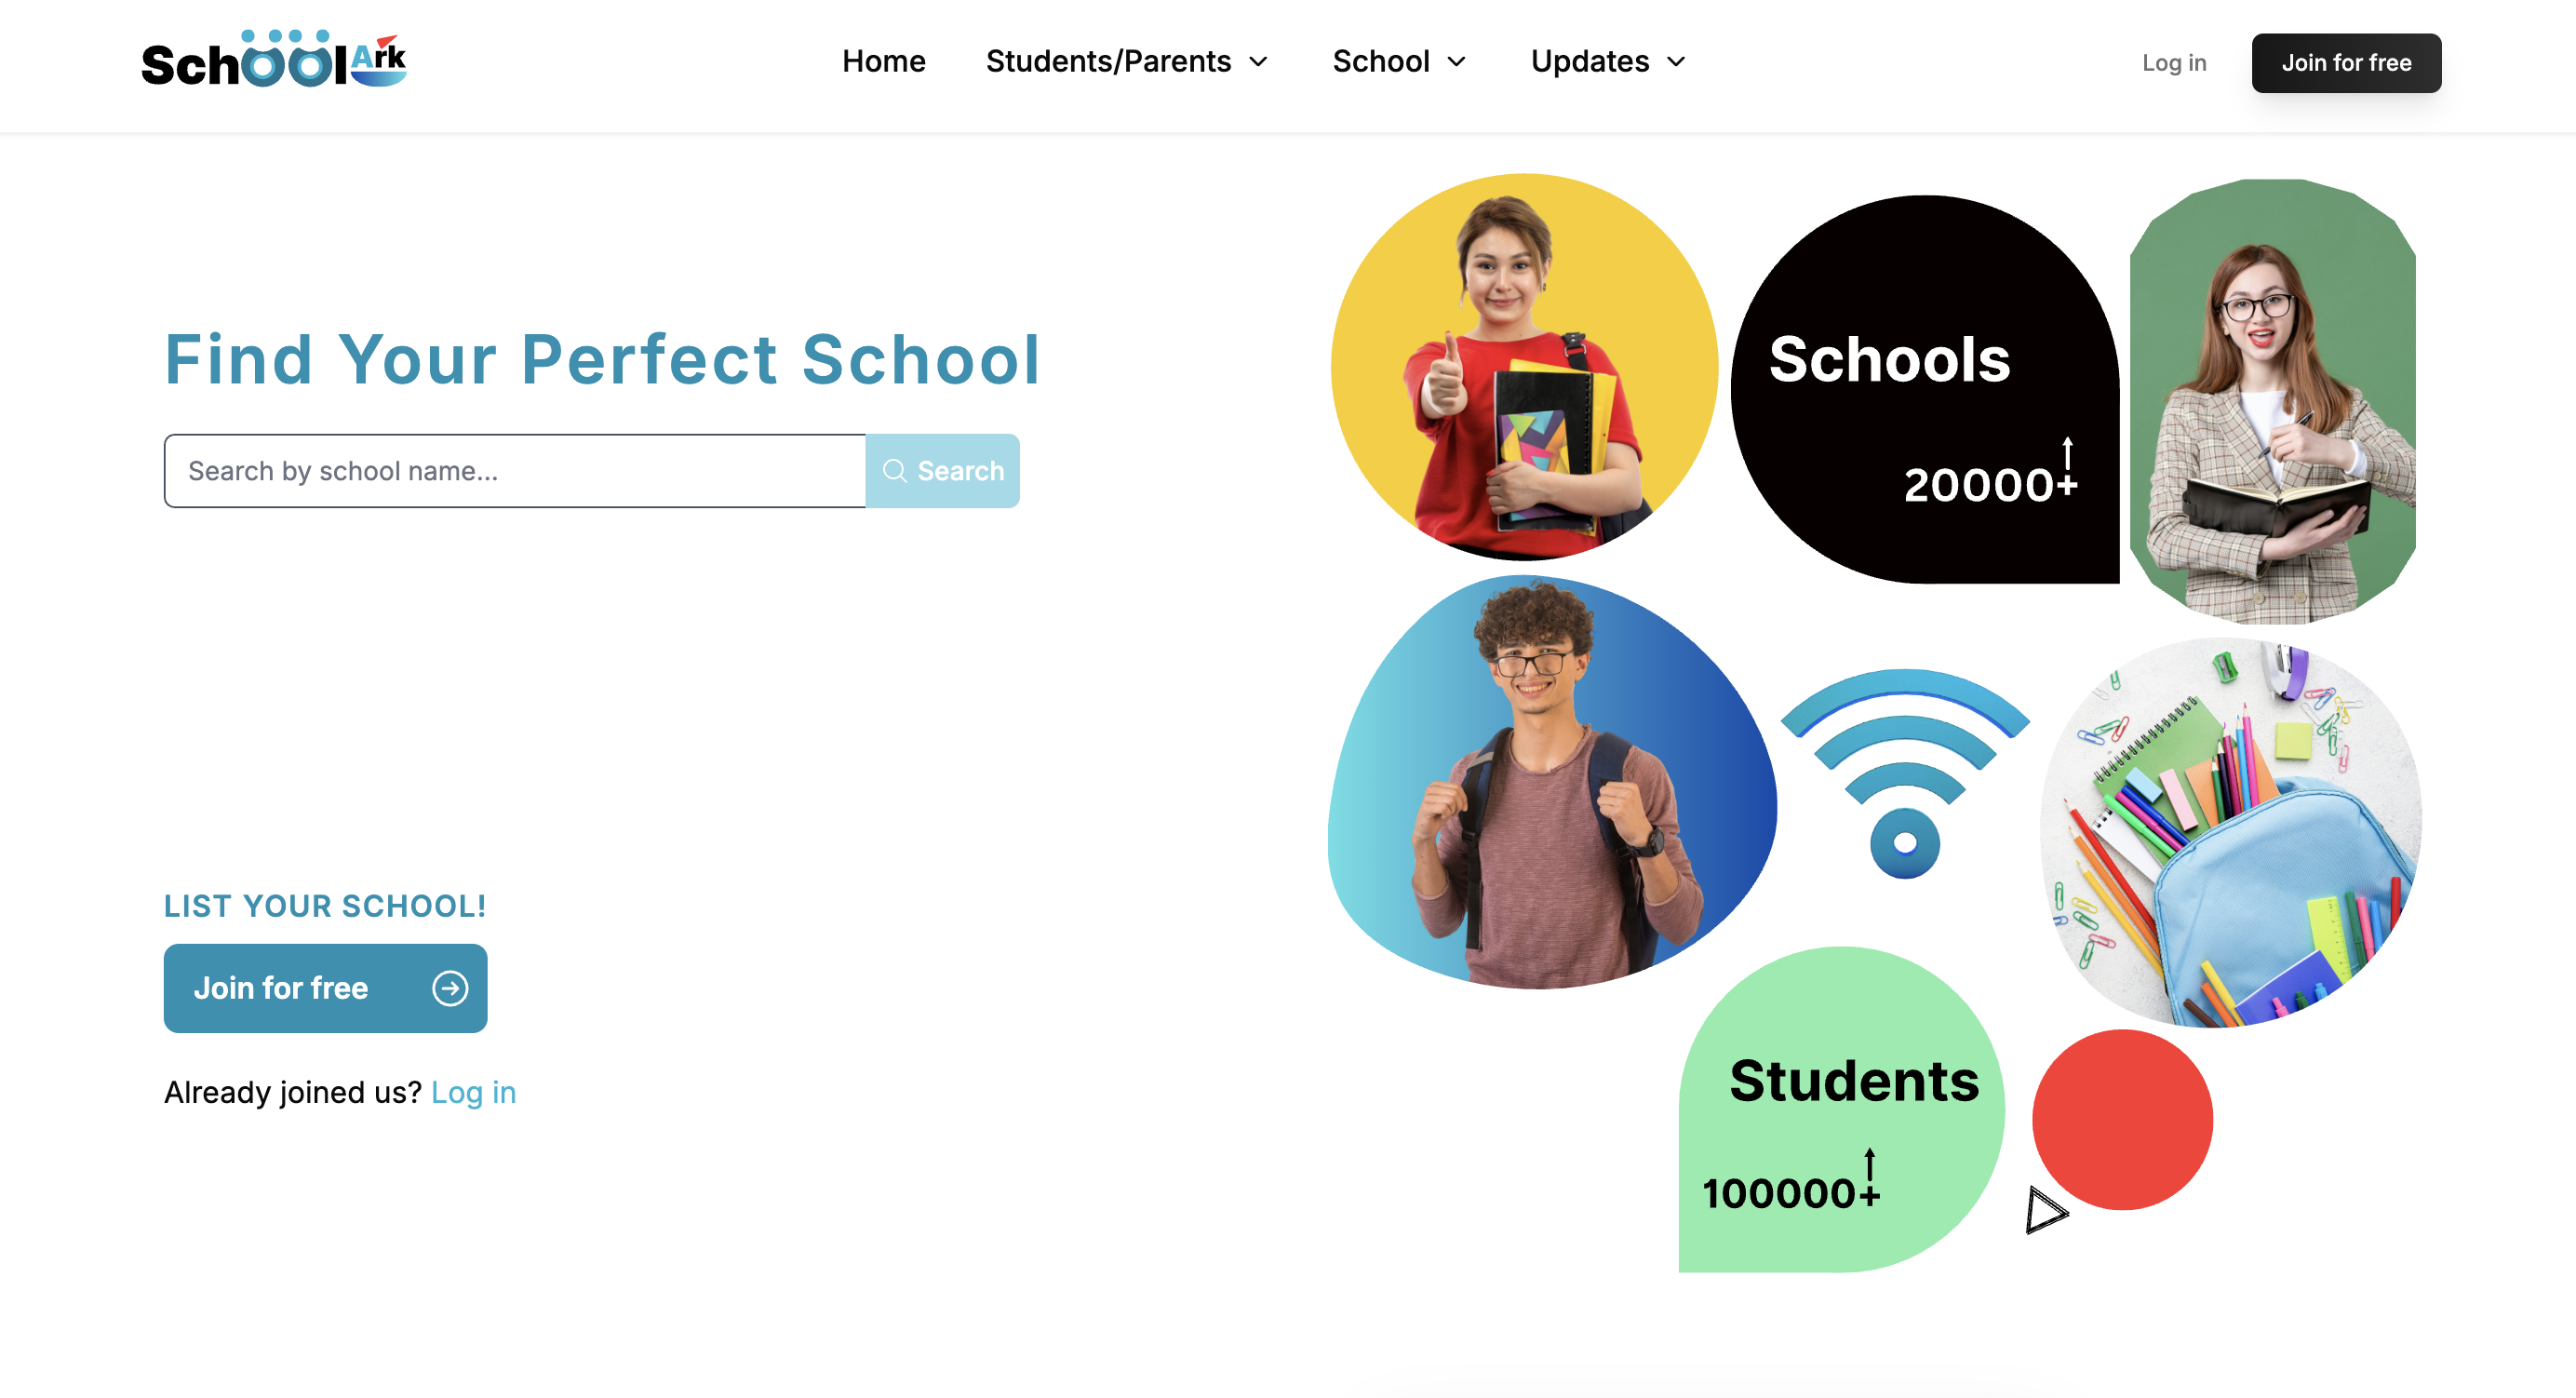 SchoolArk
Home
Students/Parents
School
Updates
Log in
Join for free
Find Your Perfect School
Search by school name...
Search
LIST YOUR SCHOOL!
Join for free
Already joined us? Log in
Schools
20000+
Students
100000+